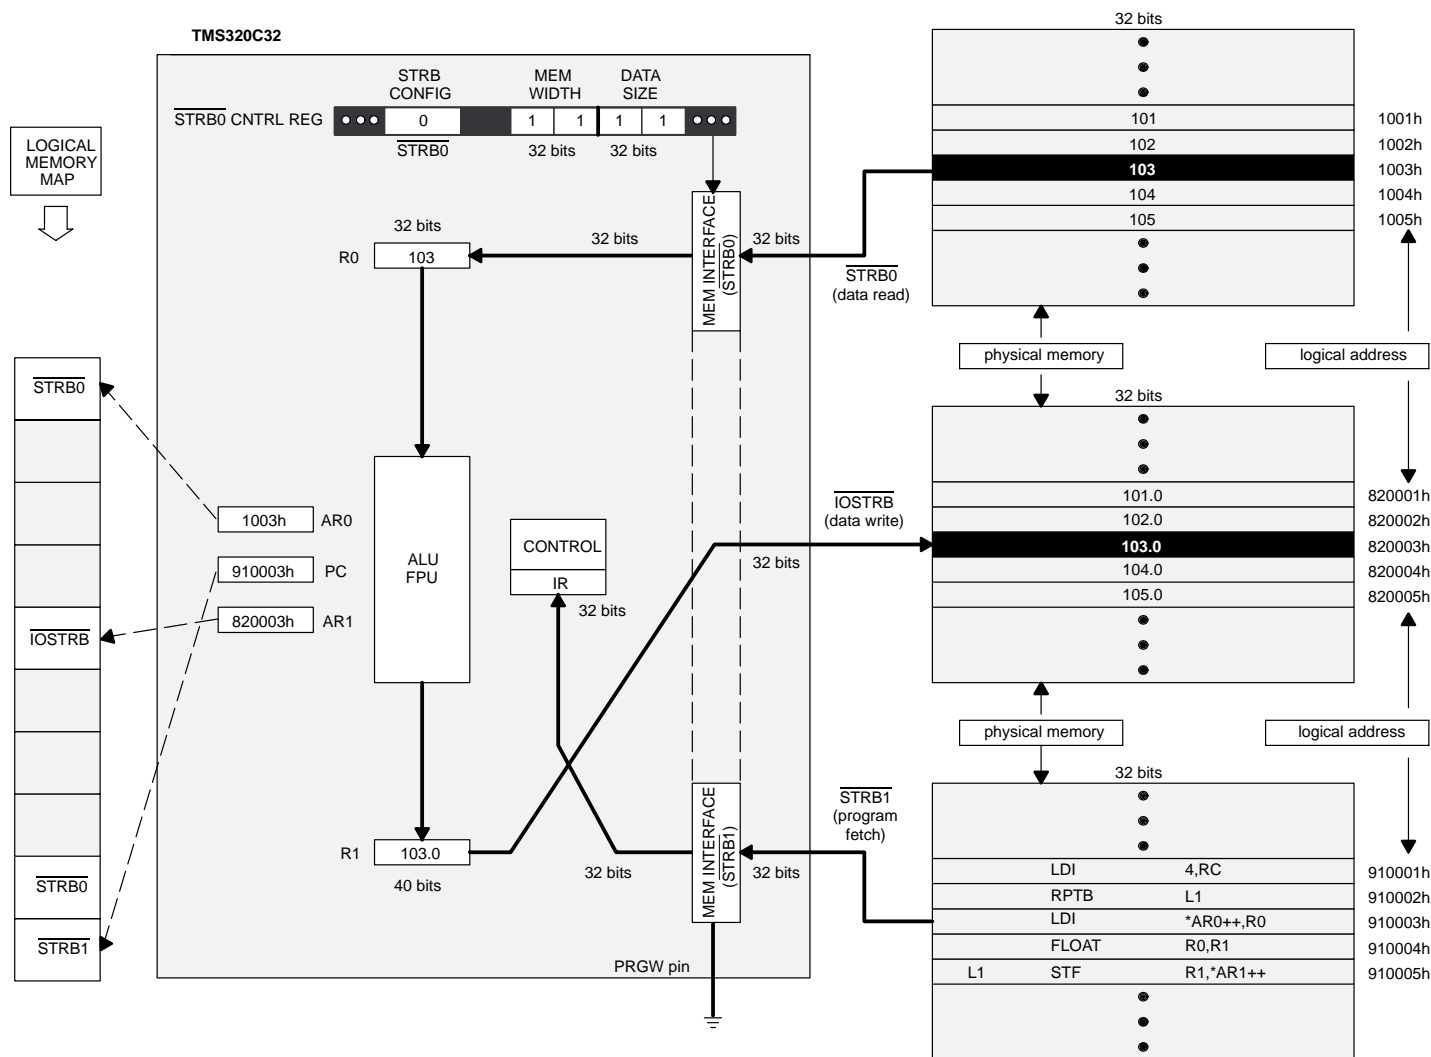 TMS320C32
STRB CONFIG
MEM WIDTH
DATA SIZE
STRB0 CNTRL REG
0
1 1 1 1
STRB0
32 bits
32 bits
LOGICAL
MEMORY
MAP
STRB0
IOSTRB
STRB0
STRB1
1003h AR0
910003h PC
820003h AR1
32 bits
R0 103
32 bits
MEM INTERFACE
(STRB0)
32 bits
STRB0
(data read)
ALU
FPU
CONTROL
IR
32 bits
R1 103.0
40 bits
32 bits
MEM INTERFACE
(STRB1)
32 bits
PRGW pin
IOSTRB
(data write)
32 bits
STRB1
(program
fetch)
32 bits
101 1001h
102 1002h
103 1003h
104 1004h
105 1005h
physical memory
logical address
32 bits
101.0 820001h
102.0 820002h
103.0 820003h
104.0 820004h
105.0 820005h
physical memory
logical address
32 bits
LDI 4,RC 910001h
RPTB L1 910002h
LDI *AR0++,R0 910003h
FLOAT R0,R1 910004h
L1 STF R1,*AR1++ 910005h